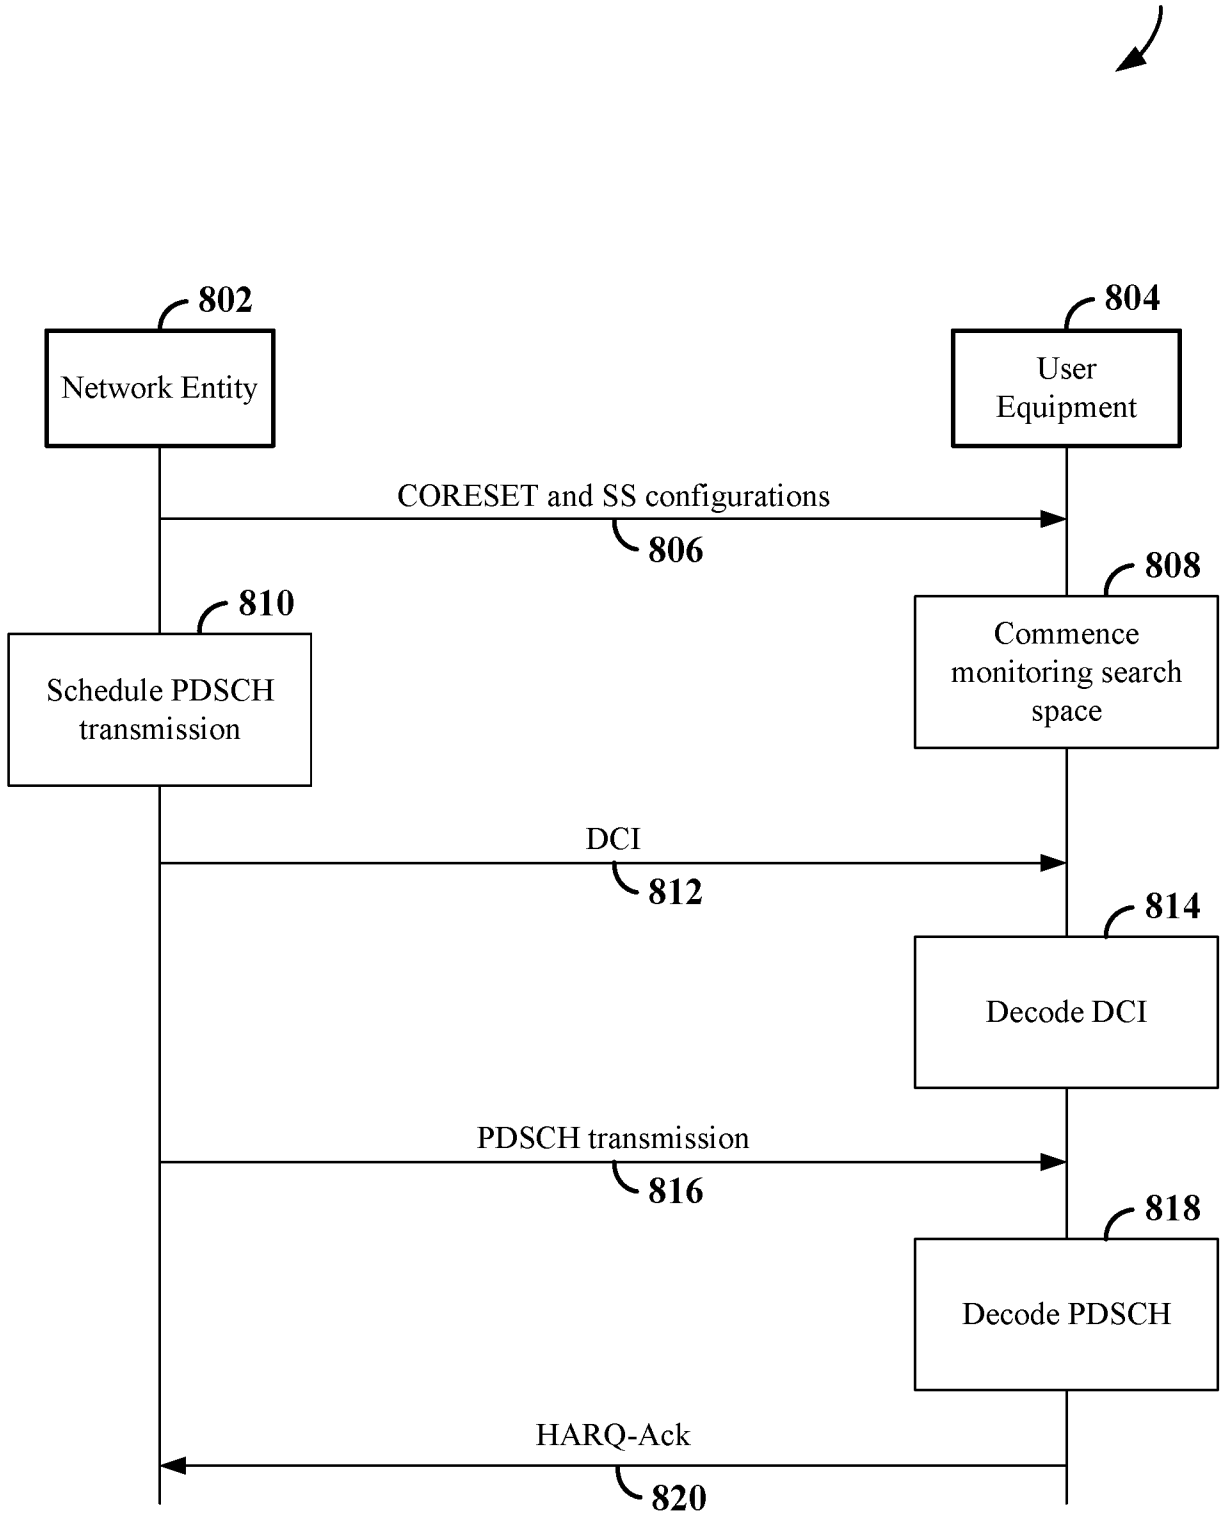 802
804
Network Entity
User
Equipment
CORESET and SS configurations
806
808
810
Commence
monitoring search
space
Schedule PDSCH
transmission
DCI
812
814
Decode DCI
PDSCH transmission
816
818
Decode PDSCH
HARQ-Ack
820